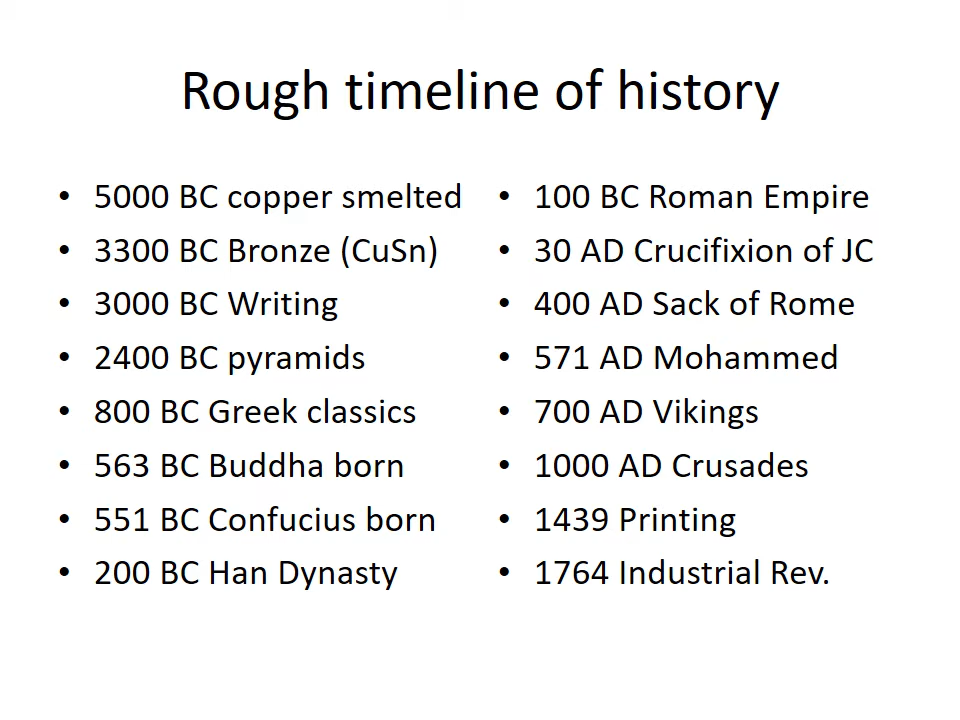 Rough timeline of history
• 5000 BC copper smelted
• 3300 BC Bronze (CuSn)
• 3000 BC Writing
• 2400 BC pyramids
• 800 BC Greek classics
• 563 BC Buddha born
• 551 BC Confucius born
• 200 BC Han Dynasty
• 100 BC Roman Empire
• 30 AD Crucifixion of JC
• 400 AD Sack of Rome
• 571 AD Mohammed
• 700 AD Vikings
• 1000 AD Crusades
• 1439 Printing
• 1764 Industrial Rev.